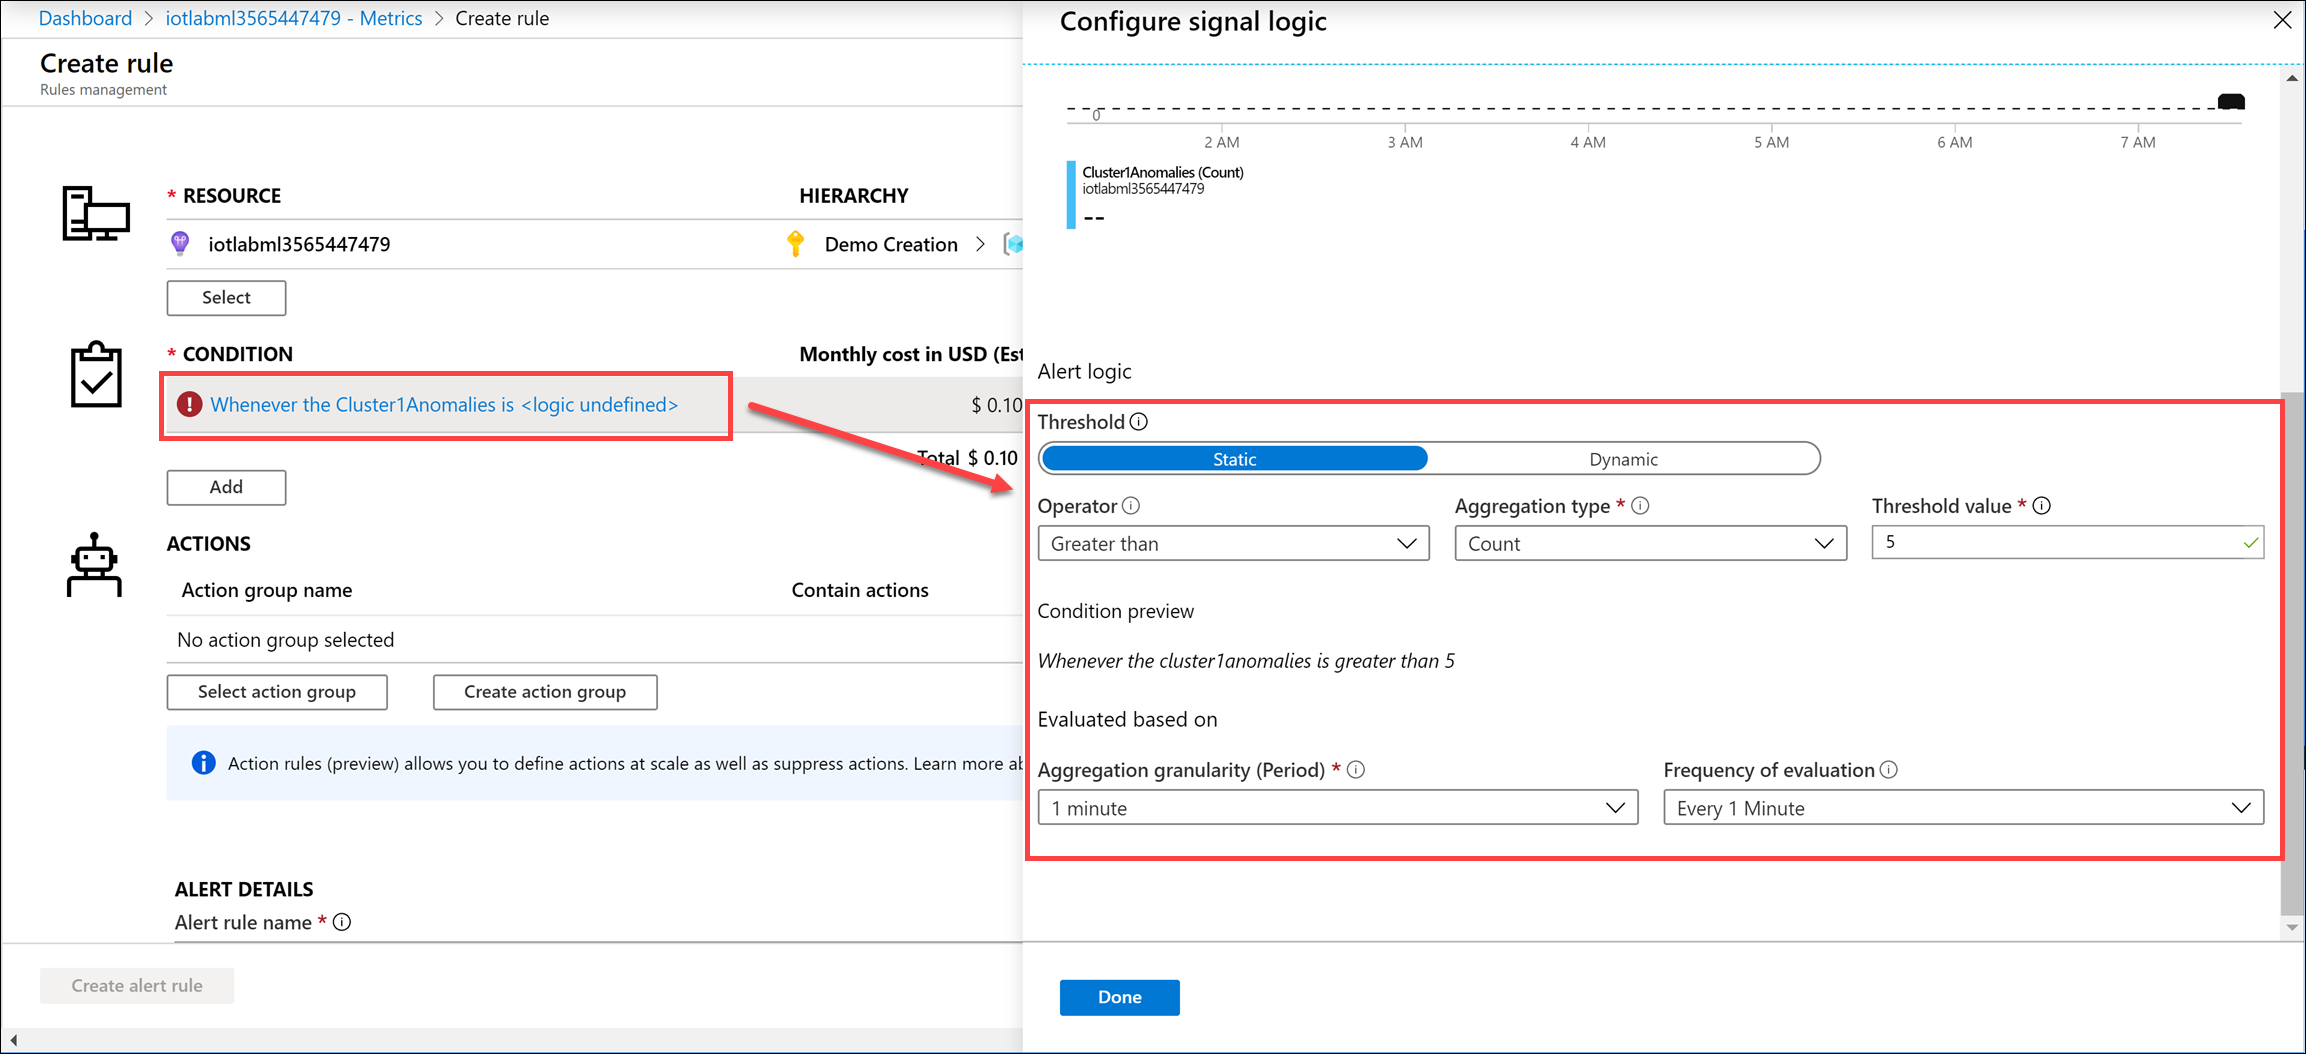 Dashboard > iotlabml3565447479 - Metrics > Create rule
Create rule
Rules management
* RESOURCE
HIERARCHY
iotlabml3565447479
Demo Creation >
Select
* CONDITION
Monthly cost in USD (Est
Whenever the Cluster1Anomalies is <logic undefined>
$ 0.10
Total $ 0.10
Add
ACTIONS
Action group name
Contain actions
No action group selected
Select action group
Create action group
Action rules (preview) allows you to define actions at scale as well as suppress actions. Learn more ab
ALERT DETAILS
Alert rule name *
Create alert rule
Configure signal logic
0
2 AM
3 AM
4 AM
5 AM
6 AM
7 AM
Cluster1Anomalies (Count)
iotlabml3565447479
--
Alert logic
Threshold
Static
Dynamic
Operator
Aggregation type *
Threshold value *
Greater than
Count
5
Condition preview
Whenever the cluster1anomalies is greater than 5
Evaluated based on
Aggregation granularity (Period) *
Frequency of evaluation
1 minute
Every 1 Minute
Done